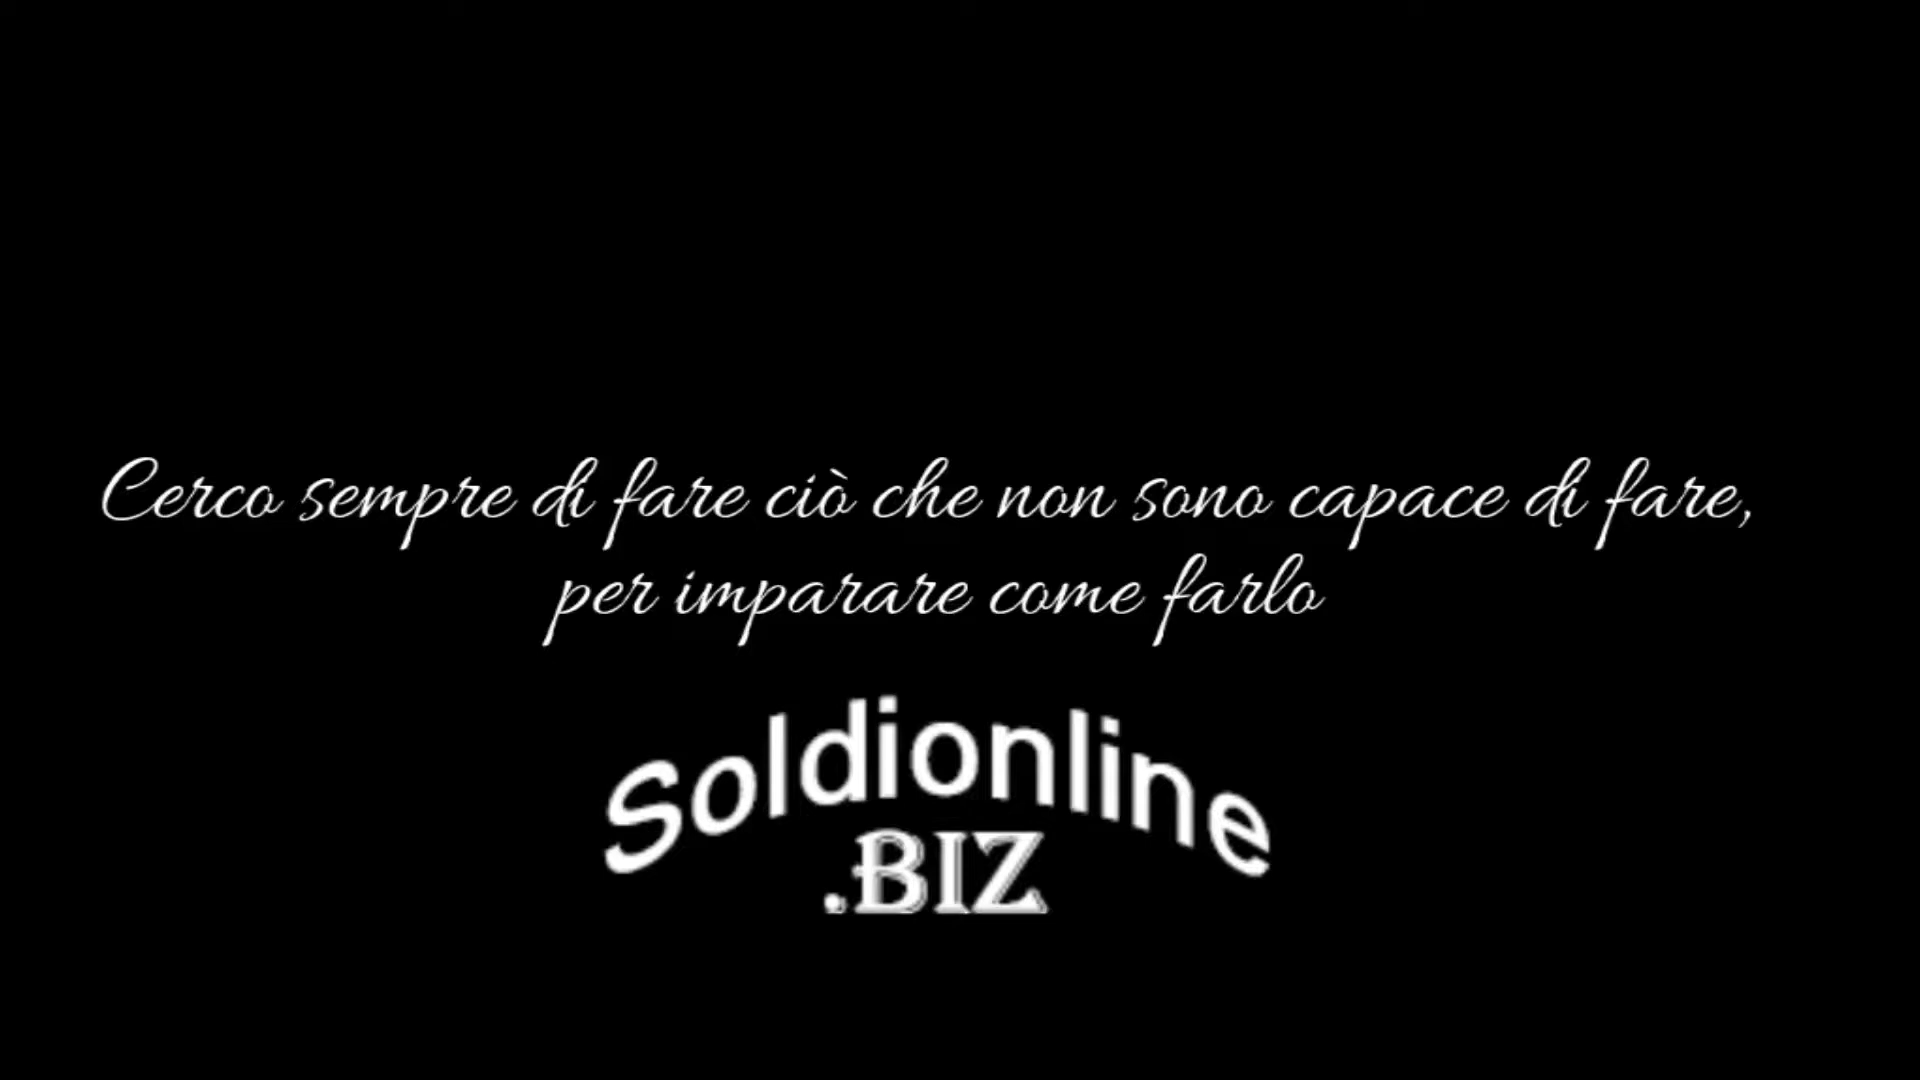 Cerco sempre di fare ciò che non sono capace di fare,
per imparare come farlo
Soldionline
.BIZ